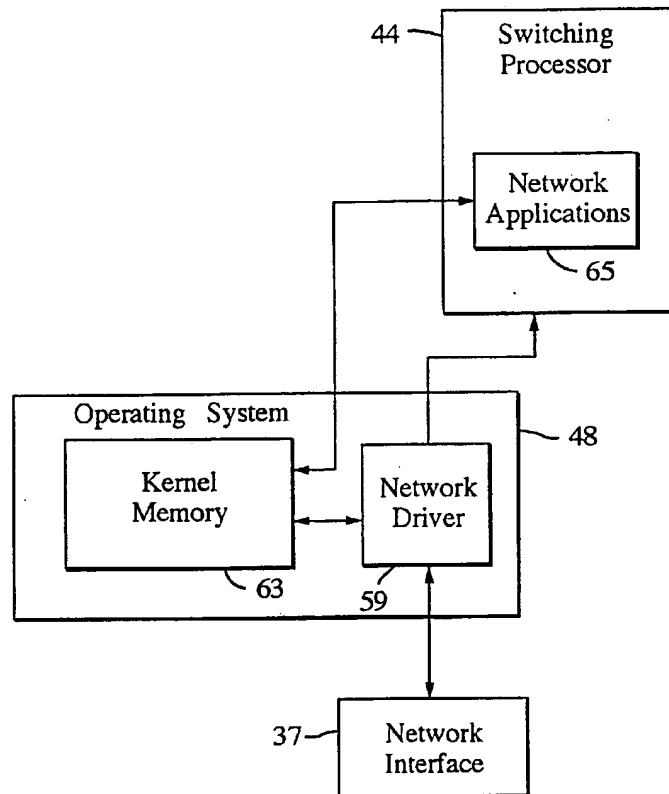 44
Switching
Processor
Network
Applications
65
Operating System
48
Kernel
Memory
63
Network
Driver
59
37
Network
Interface